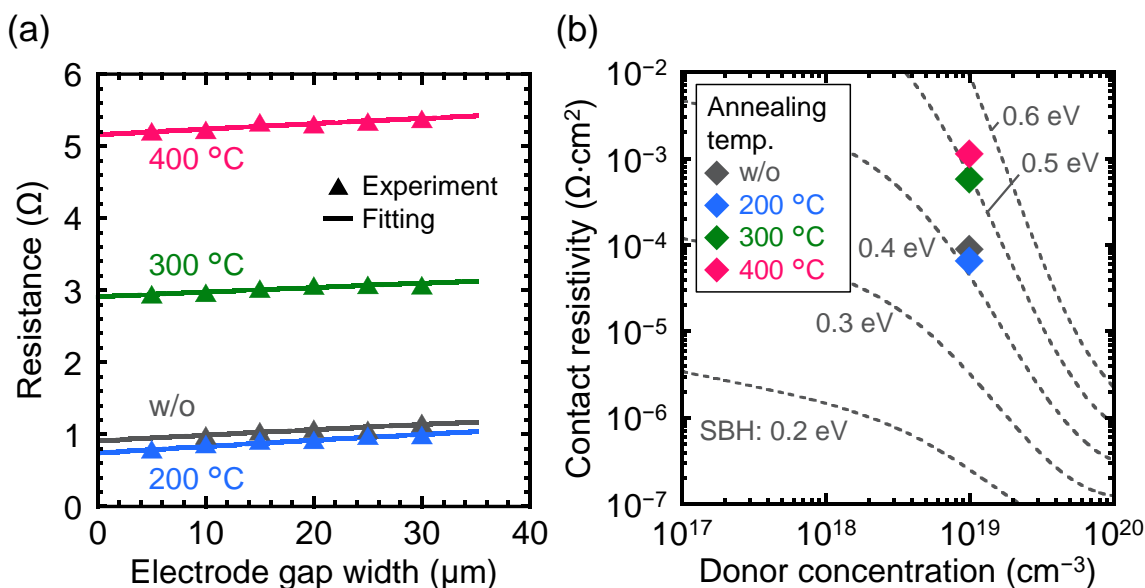 (a)
6
5
4
3
2
1
0
Resistance (Ω)
400 °C
▲ Experiment
Fitting
300 °C
w/o
200 °C
0 10 20 30 40
Electrode gap width (μm)
(b)
10⁻²
10⁻³
10⁻⁴
10⁻⁵
10⁻⁶
10⁻⁷
Contact resistivity (Ω·cm²)
Annealing
temp.
w/o
200 °C
300 °C
400 °C
0.6 eV
0.5 eV
0.4 eV
0.3 eV
SBH: 0.2 eV
10¹⁷ 10¹⁸ 10¹⁹ 10²⁰
Donor concentration (cm⁻³)